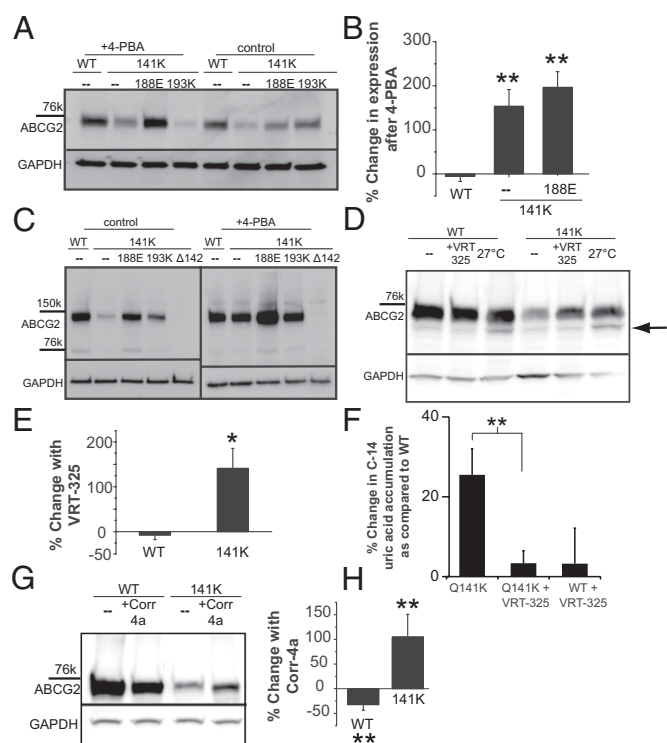 A
+4-PBA
control
WT
141K
WT
141K
--
--
188E
193K
--
--
188E
193K
76k
ABCG2
GAPDH
B
% Change in expression
after 4-PBA
300
200
100
0
**
**
WT
--
188E
141K
C
control
+4-PBA
WT
141K
WT
141K
--
--
188E
193K
Δ142
--
--
188E
193K
Δ142
150k
ABCG2
76k
GAPDH
D
WT
141K
--
+VRT
325
27°C
--
+VRT
325
27°C
76k
ABCG2
GAPDH
E
% Change with
VRT-325
200
150
100
0
-50
*
WT
141K
F
% Change in C-14
uric acid accumulation
as compared to WT
40
20
0
**
Q141K
Q141K +
VRT-325
WT +
VRT-325
G
WT
141K
--
+Corr
4a
--
+Corr
4a
76k
ABCG2
GAPDH
H
% Change with
Corr-4a
150
100
50
0
-50
**
141K
WT
**